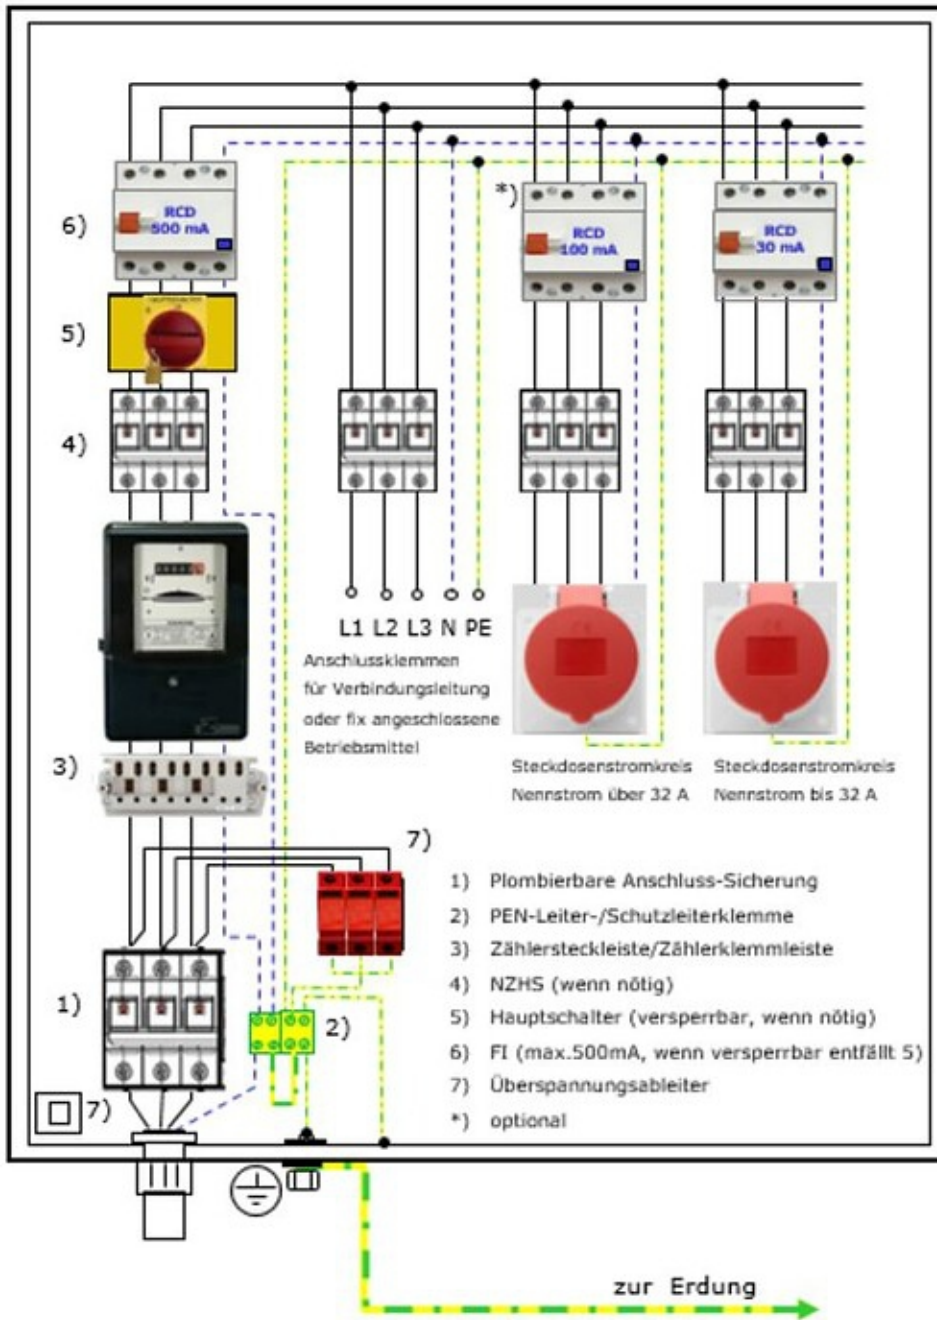 6)
RCD
500 mA
*)
RCD
100 mA
RCD
30 mA
5)
4)
L1 L2 L3 N PE
Anschlussklemmen
für Verbindungsleitung
oder fix angeschlossene
Betriebsmittel
Steckdosenstromkreis
Nennstrom über 32 A
Steckdosenstromkreis
Nennstrom bis 32 A
3)
7)
1) Plombierbare Anschluss-Sicherung
2) PEN-Leiter-/Schutzleiterklemme
3) Zählersteckleiste/Zählerklemmleiste
4) NZHS (wenn nötig)
5) Hauptschalter (versperrbar, wenn nötig)
6) FI (max.500mA, wenn versperrbar entfällt 5)
7) Überspannungsableiter
*) optional
1)
2)
7)
zur Erdung